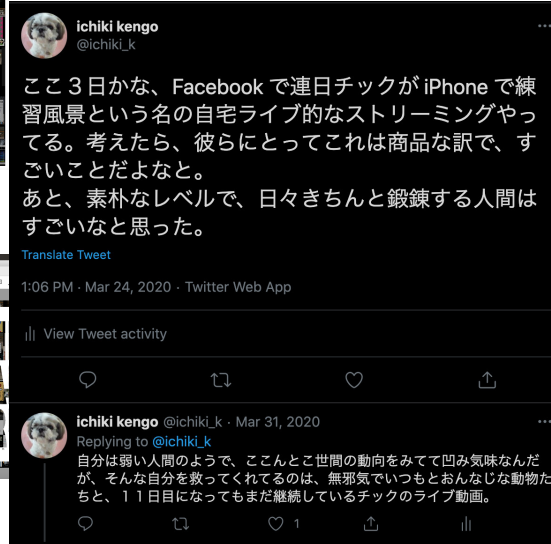 ichiki kengo
@ichiki_k
ここ３日かな、Facebook で連日チックが iPhone で練
習風景という名の自宅ライブ的なストリーミングやっ
てる。考えたら、彼らにとってこれは商品な訳で、す
ごいことだよなと。
あと、素朴なレベルで、日々きちんと鍛錬する人間は
すごいなと思った。
Translate Tweet
1:06 PM · Mar 24, 2020 · Twitter Web App
View Tweet activity
ichiki kengo @ichiki_k · Mar 31, 2020
Replying to @ichiki_k
自分は弱い人間のようで、ここんとこ世間の動向をみてて凹み気味なんだ
が、そんな自分を救ってくれてるのは、無邪気でいつもとおんなじな動物た
ちと、１１日目になってもまだ継続しているチックのライブ動画。
1